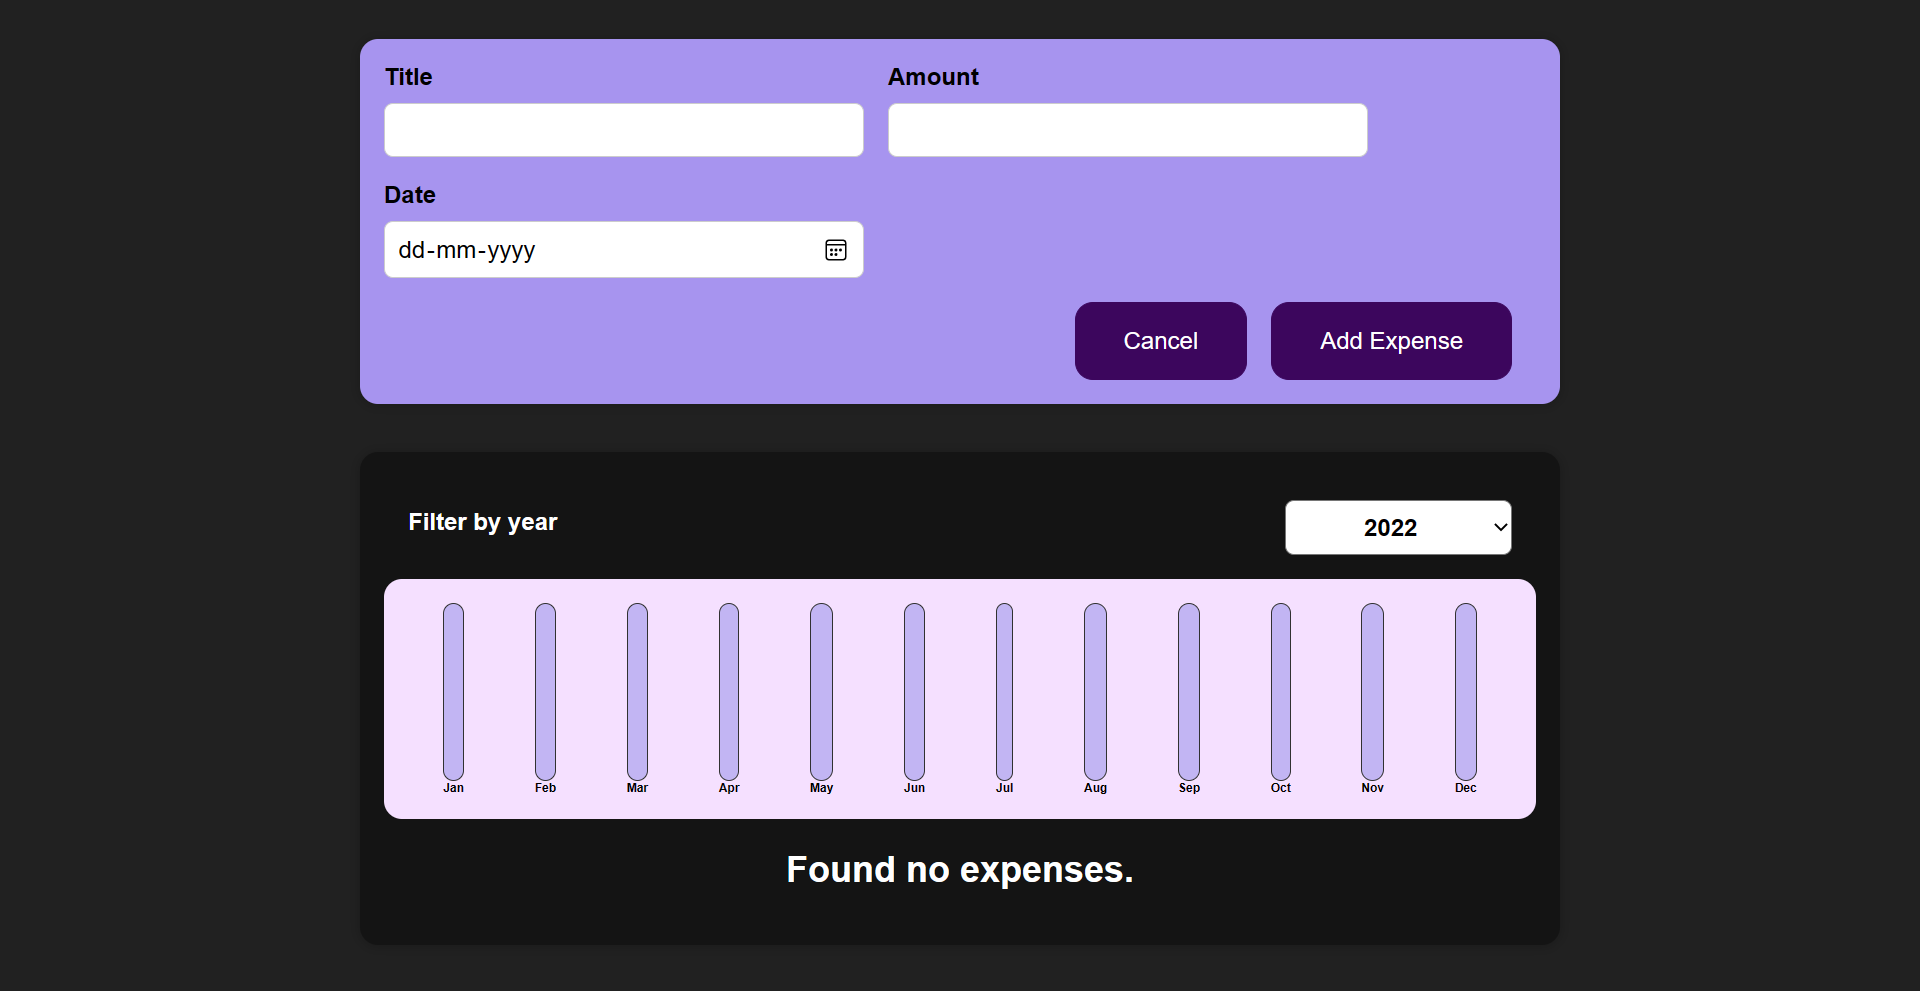 Title Amount
Date
dd-mm-yyyy
Cancel Add Expense
Filter by year 2022
Jan Feb Mar Apr May Jun Jul Aug Sep Oct Nov Dec
Found no expenses.